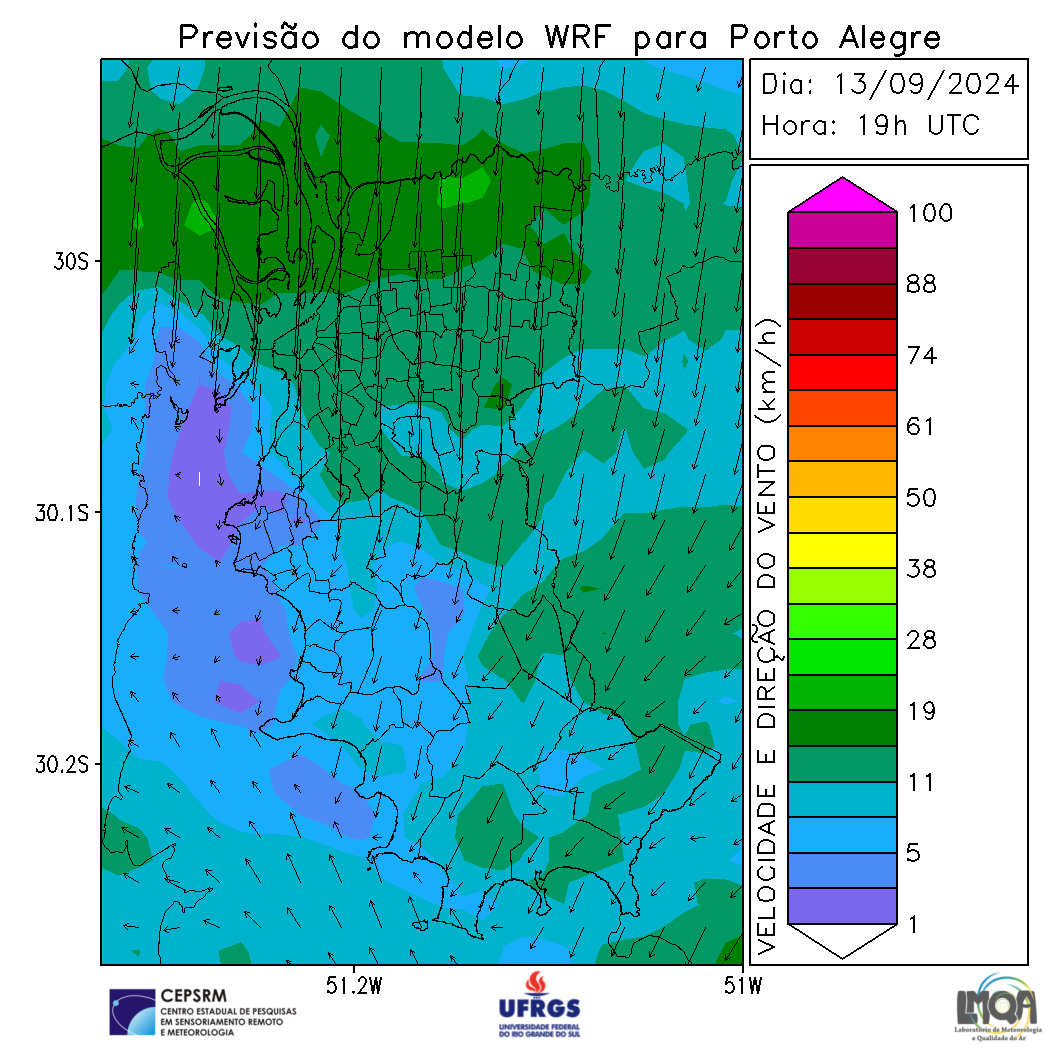 Previsão do modelo WRF para Porto Alegre
Dia: 13/09/2024
Hora: 19h UTC
30S
30.1S
30.2S
51.2W
51W
VELOCIDADE E DIREÇÃO DO VENTO (km/h)
100
88
74
61
50
38
28
19
11
5
1
CEPSRM
CENTRO ESTADUAL DE PESQUISAS
EM SENSORIAMENTO REMOTO
E METEOROLOGIA
UFRGS
UNIVERSIDADE FEDERAL
DO RIO GRANDE DO SUL
LMQA
Laboratório de Meteorologia
e Qualidade do Ar